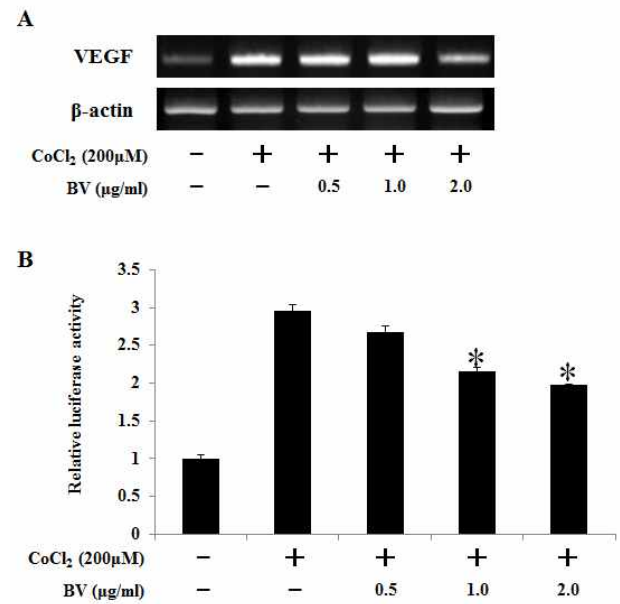 A
VEGF
β-actin
CoCl₂ (200μM) − + + + +
BV (μg/ml) − − 0.5 1.0 2.0
B
Relative luciferase activity
3.5
3
2.5
2
1.5
1
0.5
0
* *
CoCl₂ (200μM) − + + + +
BV (μg/ml) − − 0.5 1.0 2.0